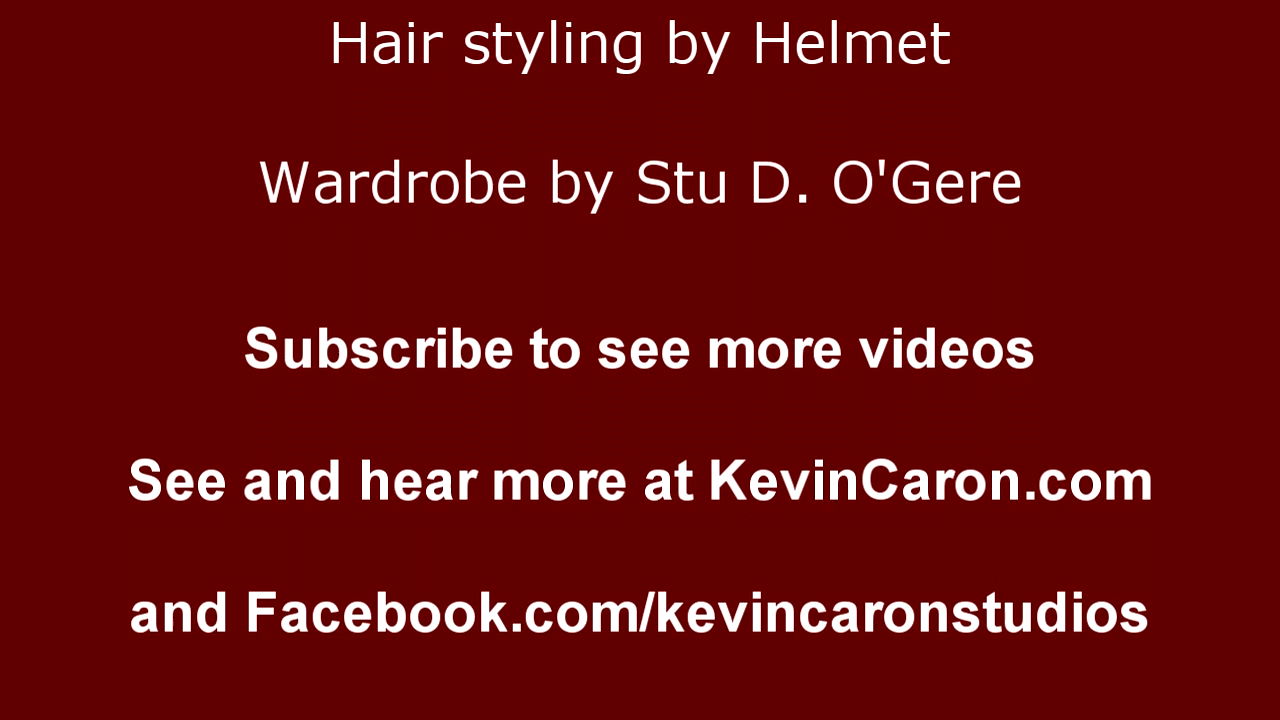 Hair styling by Helmet
Wardrobe by Stu D. O'Gere
Subscribe to see more videos
See and hear more at KevinCaron.com
and Facebook.com/kevincaronstudios